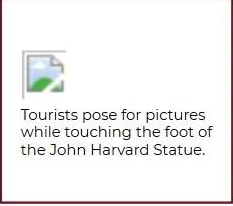 Tourists pose for pictures
while touching the foot of
the John Harvard Statue.